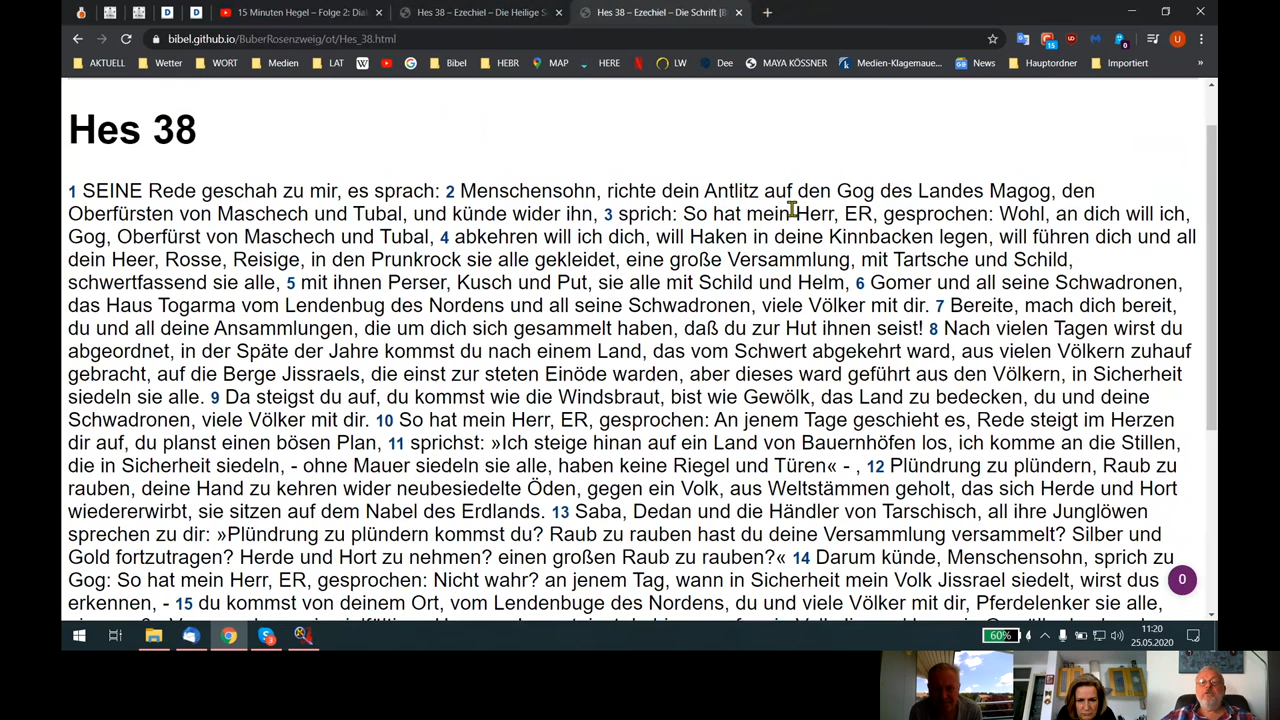 15 Minuten Hegel – Folge 2: Dia
Hes 38 – Ezechiel – Die Heilige S
Hes 38 – Ezechiel – Die Schrift [B
bibel.github.io/BuberRosenzweig/ot/Hes_38.html
AKTUELL Wetter WORT Medien LAT Bibel HEBR MAP HERE LW Dee MAYA KÖSSNER Medien-Klagemaue... News Hauptordner Importiert
Hes 38
1 SEINE Rede geschah zu mir, es sprach: 2 Menschensohn, richte dein Antlitz auf den Gog des Landes Magog, den
Oberfürsten von Maschech und Tubal, und künde wider ihn, 3 sprich: So hat mein Herr, ER, gesprochen: Wohl, an dich will ich,
Gog, Oberfürst von Maschech und Tubal, 4 abkehren will ich dich, will Haken in deine Kinnbacken legen, will führen dich und all
dein Heer, Rosse, Reisige, in den Prunkrock sie alle gekleidet, eine große Versammlung, mit Tartsche und Schild,
schwertfassend sie alle, 5 mit ihnen Perser, Kusch und Put, sie alle mit Schild und Helm, 6 Gomer und all seine Schwadronen,
das Haus Togarma vom Lendenbug des Nordens und all seine Schwadronen, viele Völker mit dir. 7 Bereite, mach dich bereit,
du und all deine Ansammlungen, die um dich sich gesammelt haben, daß du zur Hut ihnen seist! 8 Nach vielen Tagen wirst du
abgeordnet, in der Späte der Jahre kommst du nach einem Land, das vom Schwert abgekehrt ward, aus vielen Völkern zuhauf
gebracht, auf die Berge Jissraels, die einst zur steten Einöde warden, aber dieses ward geführt aus den Völkern, in Sicherheit
siedeln sie alle. 9 Da steigst du auf, du kommst wie die Windsbraut, bist wie Gewölk, das Land zu bedecken, du und deine
Schwadronen, viele Völker mit dir. 10 So hat mein Herr, ER, gesprochen: An jenem Tage geschieht es, Rede steigt im Herzen
dir auf, du planst einen bösen Plan, 11 sprichst: »Ich steige hinan auf ein Land von Bauernhöfen los, ich komme an die Stillen,
die in Sicherheit siedeln, - ohne Mauer siedeln sie alle, haben keine Riegel und Türen« - , 12 Plündrung zu plündern, Raub zu
rauben, deine Hand zu kehren wider neubesiedelte Öden, gegen ein Volk, aus Weltstämmen geholt, das sich Herde und Hort
wiedererwirbt, sie sitzen auf dem Nabel des Erdlands. 13 Saba, Dedan und die Händler von Tarschisch, all ihre Junglöwen
sprechen zu dir: »Plündrung zu plündern kommst du? Raub zu rauben hast du deine Versammlung versammelt? Silber und
Gold fortzutragen? Herde und Hort zu nehmen? einen großen Raub zu rauben?« 14 Darum künde, Menschensohn, sprich zu
Gog: So hat mein Herr, ER, gesprochen: Nicht wahr? an jenem Tag, wann in Sicherheit mein Volk Jissrael siedelt, wirst dus
erkennen, - 15 du kommst von deinem Ort, vom Lendenbuge des Nordens, du und viele Völker mit dir, Pferdelenker sie alle,
0
60%
11:20
25.05.2020